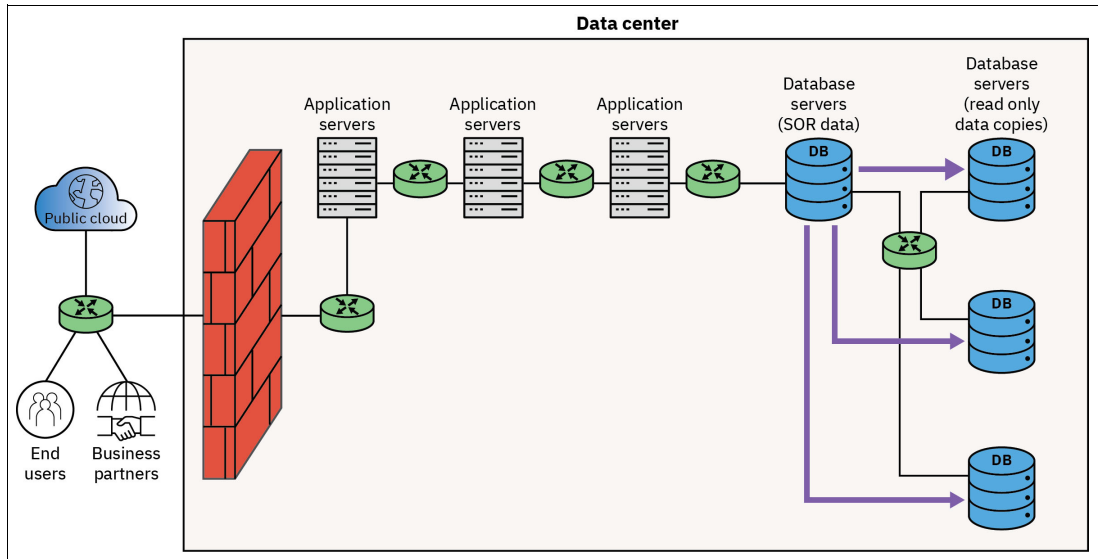 Data center
Application
servers
Application
servers
Application
servers
Database
servers
(SOR data)
Database
servers
(read only
data copies)
DB
DB
Public cloud
DB
End
users
Business
partners
DB